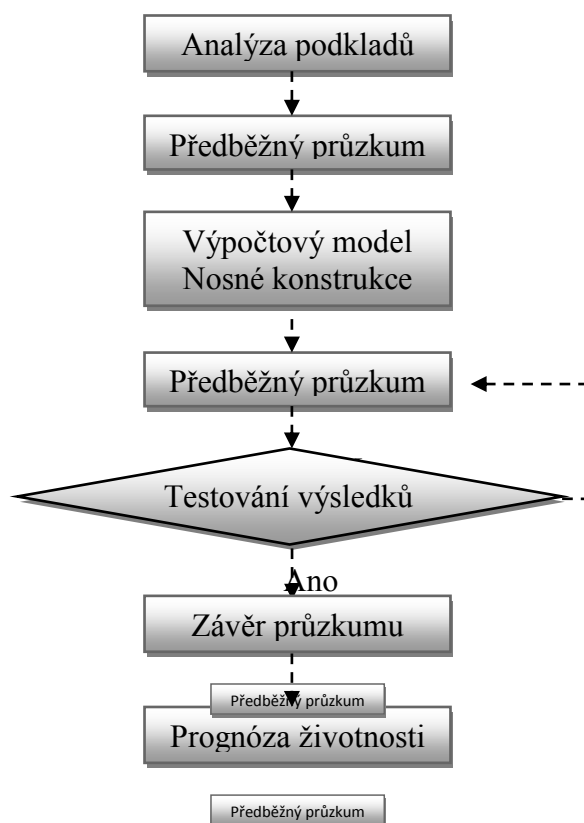 Analýza podkladů
Předběžný průzkum
Výpočtový model
Nosné konstrukce
Předběžný průzkum
Testování výsledků
Ano
Závěr průzkumu
Předběžný průzkum
Prognóza životnosti
Předběžný průzkum